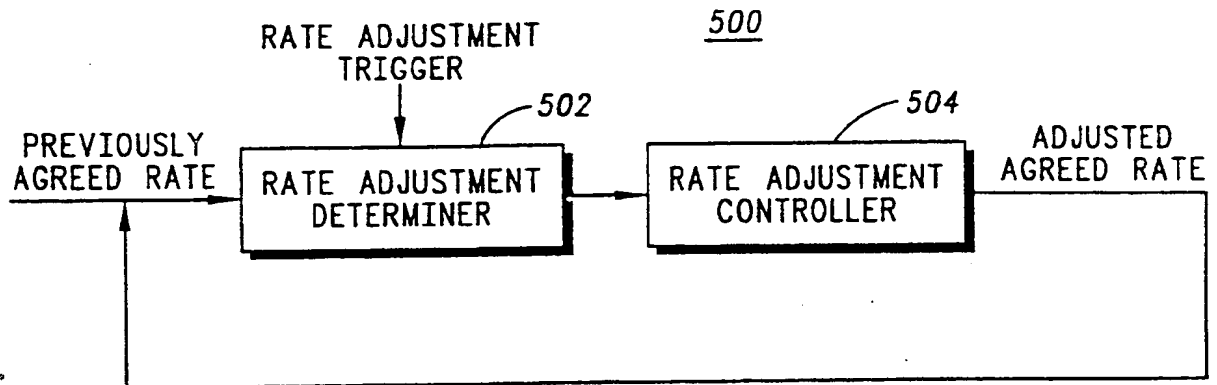 500
RATE ADJUSTMENT
TRIGGER
502
504
PREVIOUSLY
AGREED RATE
RATE ADJUSTMENT
DETERMINER
RATE ADJUSTMENT
CONTROLLER
ADJUSTED
AGREED RATE